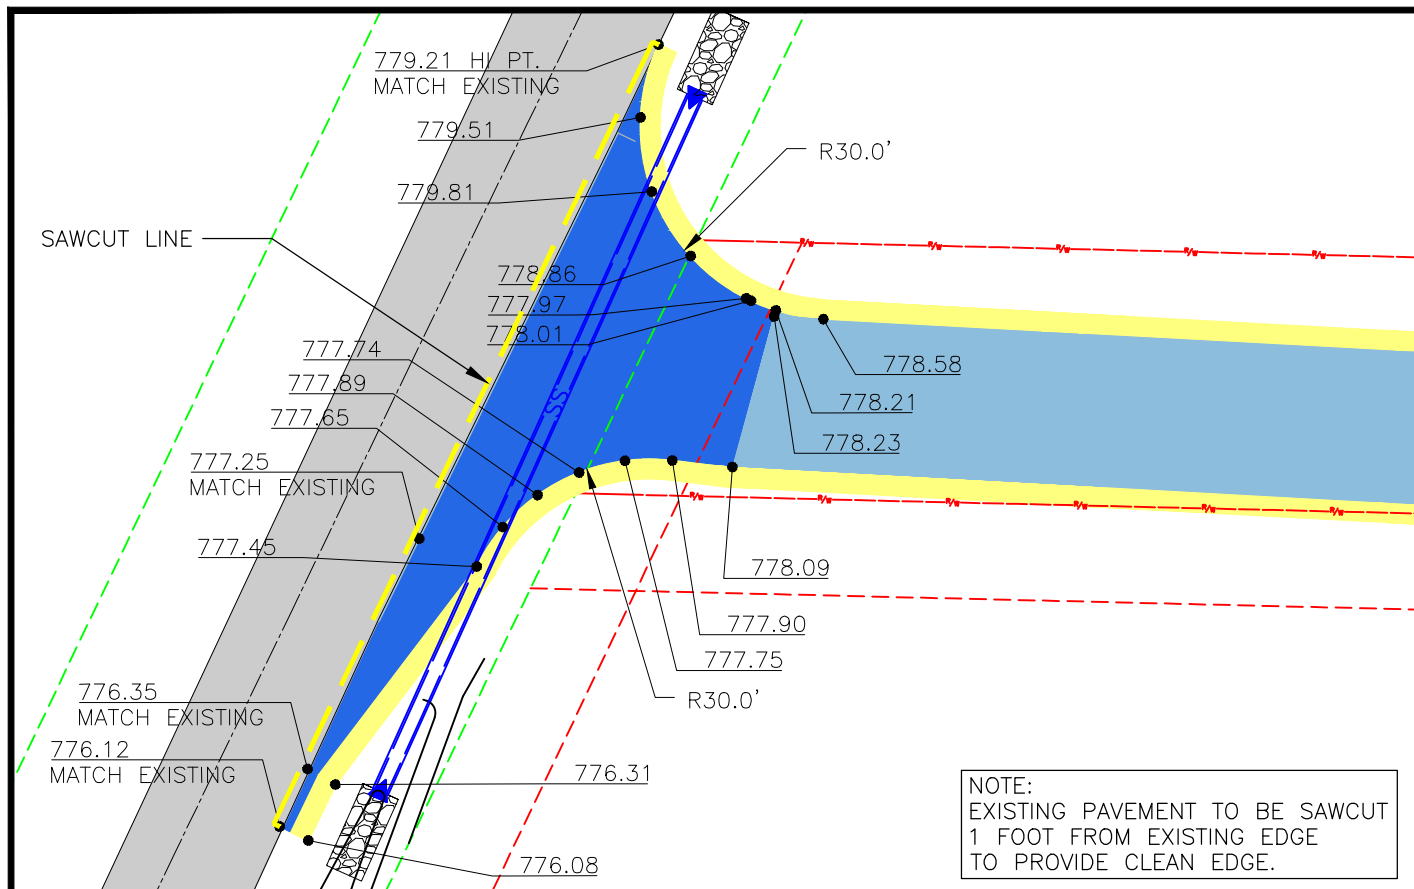 779.21 HI PT.
MATCH EXISTING
779.51
R30.0'
779.81
SAWCUT LINE
R/W R/W R/W R/W R/W
778.86
777.97
778.01
777.74
778.58
777.89
778.21
777.65
778.23
777.25
MATCH EXISTING
SS
R/W R/W R/W R/W R/W R/W
777.45
778.09
777.90
777.75
776.35
MATCH EXISTING
R30.0'
776.12
MATCH EXISTING
776.31
776.08
NOTE:
EXISTING PAVEMENT TO BE SAWCUT
1 FOOT FROM EXISTING EDGE
TO PROVIDE CLEAN EDGE.